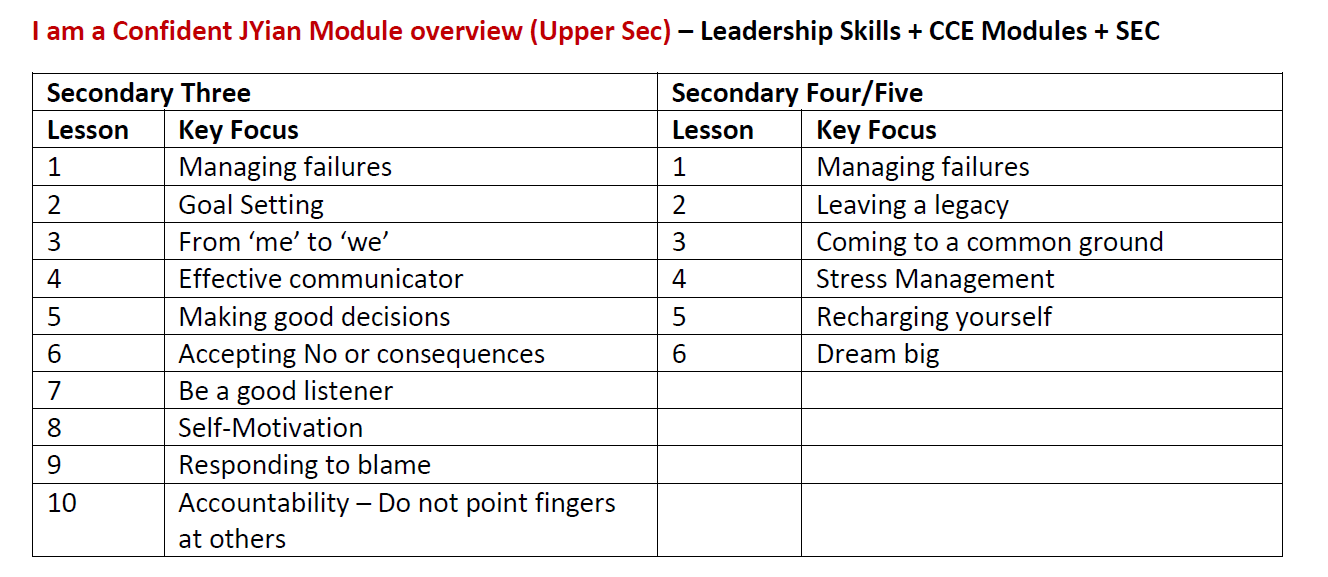 I am a Confident JYian Module overview (Upper Sec) – Leadership Skills + CCE Modules + SEC
Secondary Three Secondary Four/Five
Lesson Key Focus Lesson Key Focus
1 Managing failures 1 Managing failures
2 Goal Setting 2 Leaving a legacy
3 From ‘me’ to ‘we’ 3 Coming to a common ground
4 Effective communicator 4 Stress Management
5 Making good decisions 5 Recharging yourself
6 Accepting No or consequences 6 Dream big
7 Be a good listener
8 Self-Motivation
9 Responding to blame
10 Accountability – Do not point fingers
at others